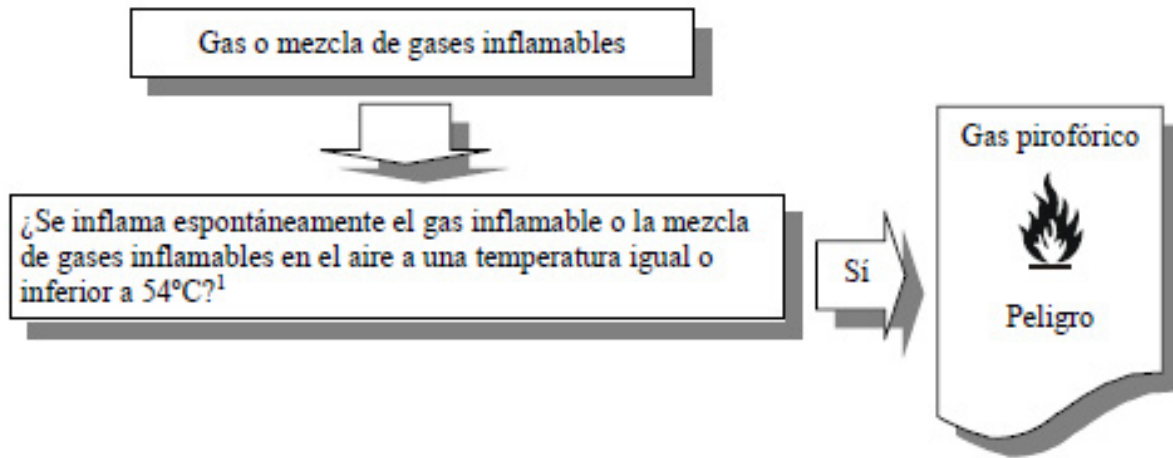 Gas o mezcla de gases inflamables
¿Se inflama espontáneamente el gas inflamable o la mezcla
de gases inflamables en el aire a una temperatura igual o
inferior a 54ºC?¹
Sí
Gas pirofórico
Peligro